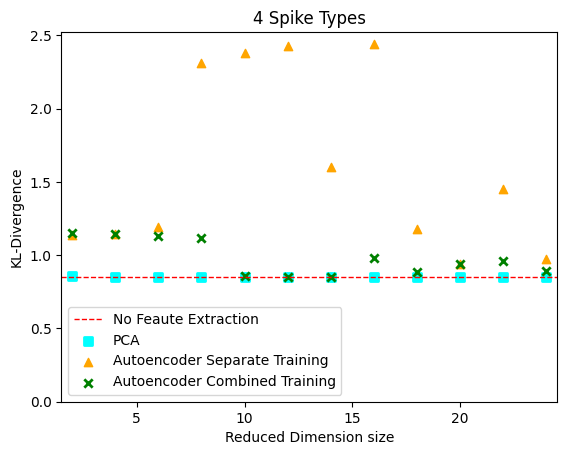 4 Spike Types
2.5
2.0
1.5
1.0
0.5
0.0
KL-Divergence
No Feaute Extraction
PCA
Autoencoder Separate Training
Autoencoder Combined Training
5
10
15
20
Reduced Dimension size